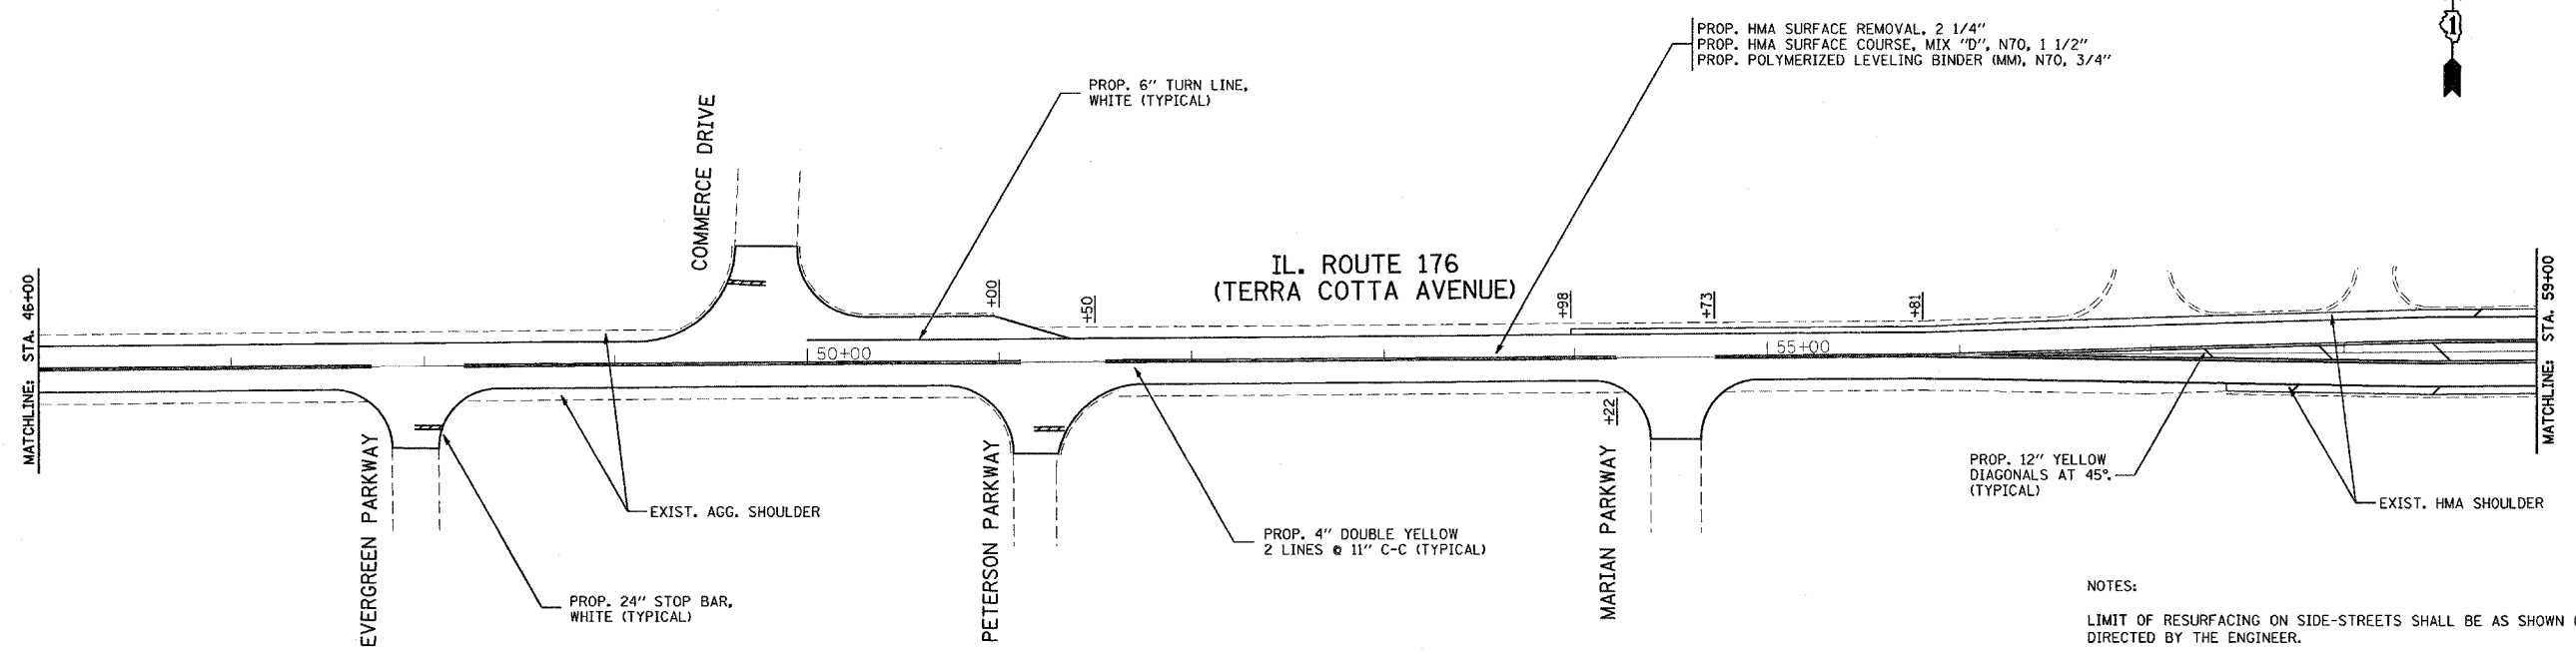 PROP. HMA SURFACE REMOVAL, 2 1/4"
PROP. HMA SURFACE COURSE, MIX "D", N70, 1 1/2"
PROP. POLYMERIZED LEVELING BINDER (MM), N70, 3/4"
1
PROP. 6" TURN LINE,
WHITE (TYPICAL)
COMMERCE DRIVE
IL. ROUTE 176
(TERRA COTTA AVENUE)
MATCHLINE: STA. 46+00
+00
+50
+98
+73
+81
MATCHLINE: STA. 59+00
50+00
55+00
+22
EVERGREEN PARKWAY
PETERSON PARKWAY
MARIAN PARKWAY
EXIST. AGG. SHOULDER
PROP. 12" YELLOW
DIAGONALS AT 45°.
(TYPICAL)
EXIST. HMA SHOULDER
PROP. 4" DOUBLE YELLOW
2 LINES @ 11" C-C (TYPICAL)
PROP. 24" STOP BAR,
WHITE (TYPICAL)
NOTES:
LIMIT OF RESURFACING ON SIDE-STREETS SHALL BE AS SHOWN
DIRECTED BY THE ENGINEER.